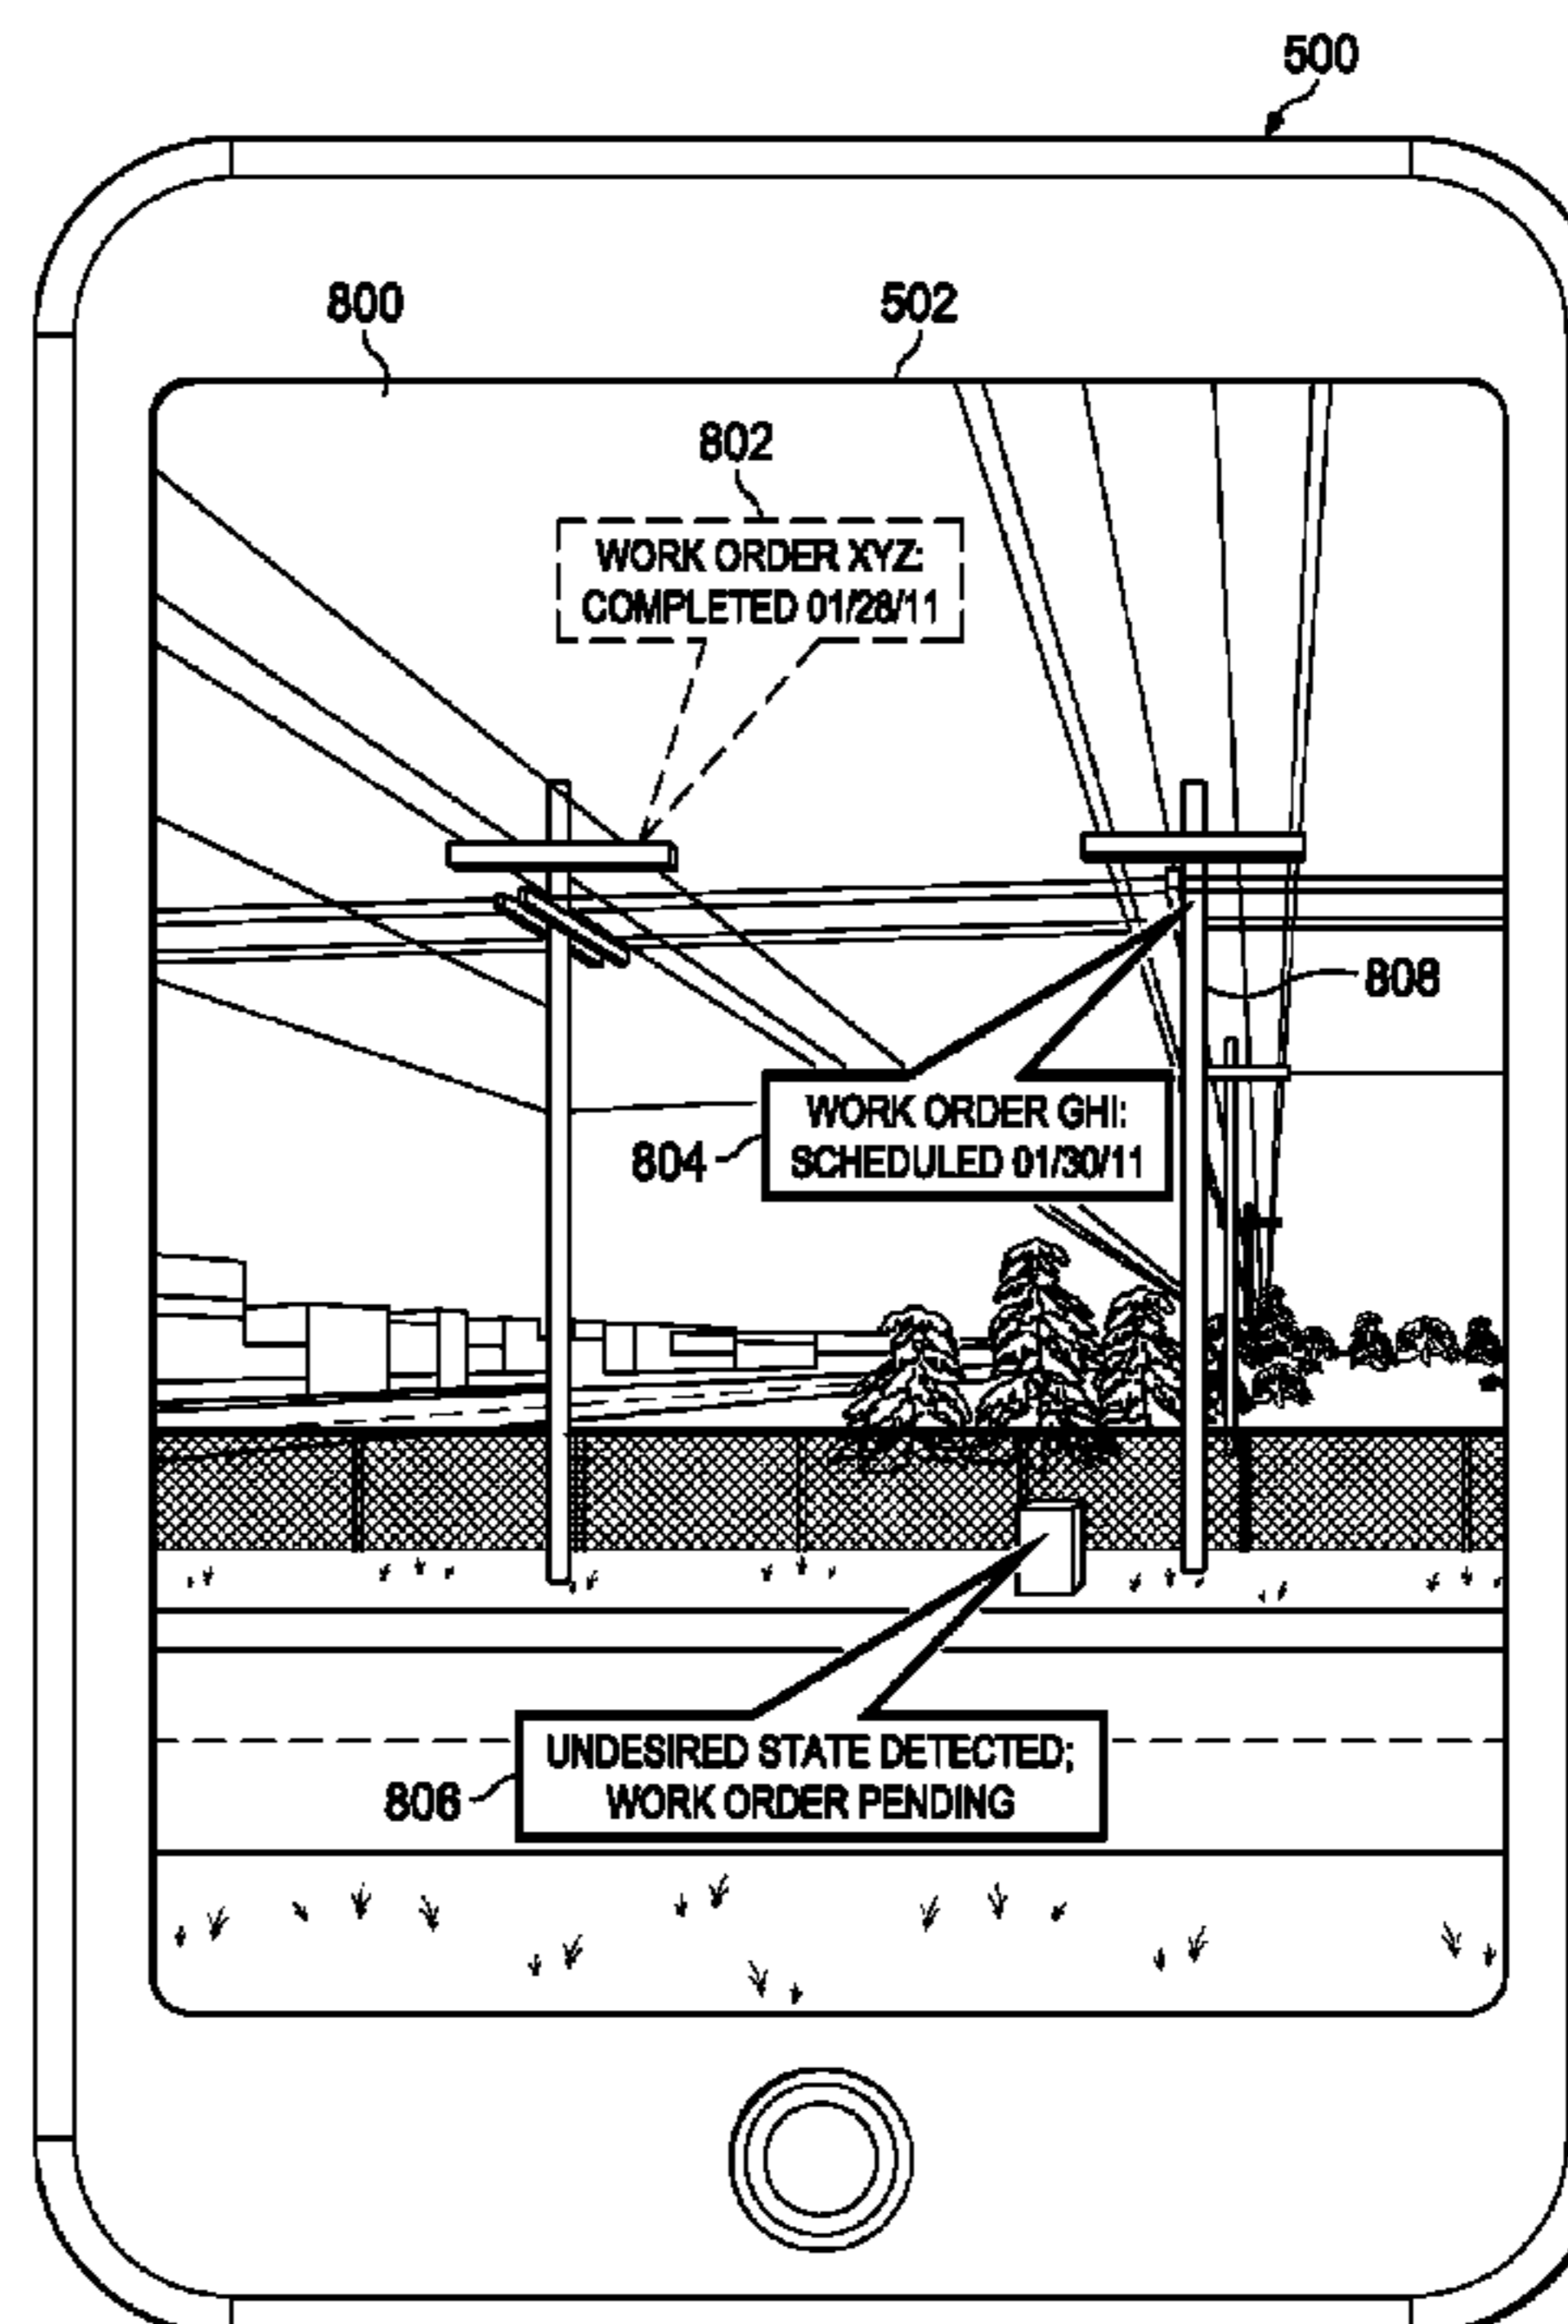 500
800
502
802
WORK ORDER XYZ:
COMPLETED 01/28/11
808
WORK ORDER GHI:
SCHEDULED 01/30/11
804
UNDESIRED STATE DETECTED;
WORK ORDER PENDING
806